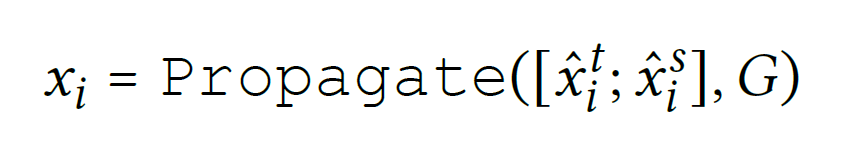 x_i = Propagate([x̂_i^t; x̂_i^s], G)